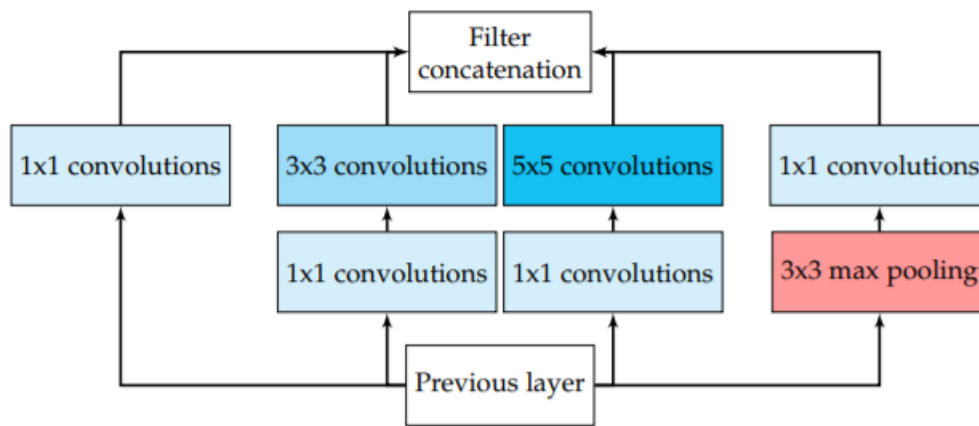 Filter
concatenation
1x1 convolutions
3x3 convolutions
5x5 convolutions
1x1 convolutions
1x1 convolutions
1x1 convolutions
3x3 max pooling
Previous layer